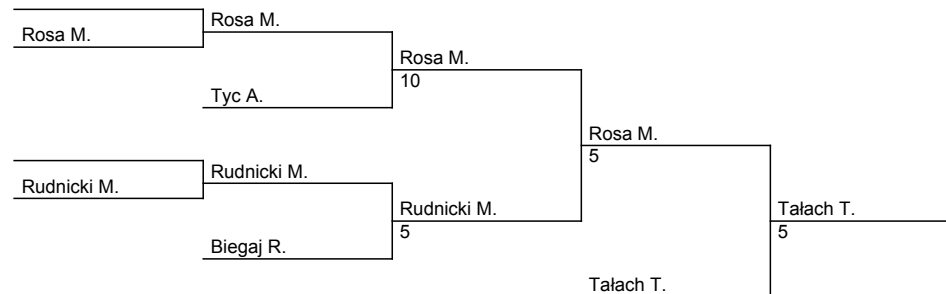 Rosa M.
Rosa M.
Rosa M.
10
Tyc A.
Rosa M.
5
Rudnicki M.
Rudnicki M.
Rudnicki M.
5
Tałach T.
5
Biegaj R.
Tałach T.